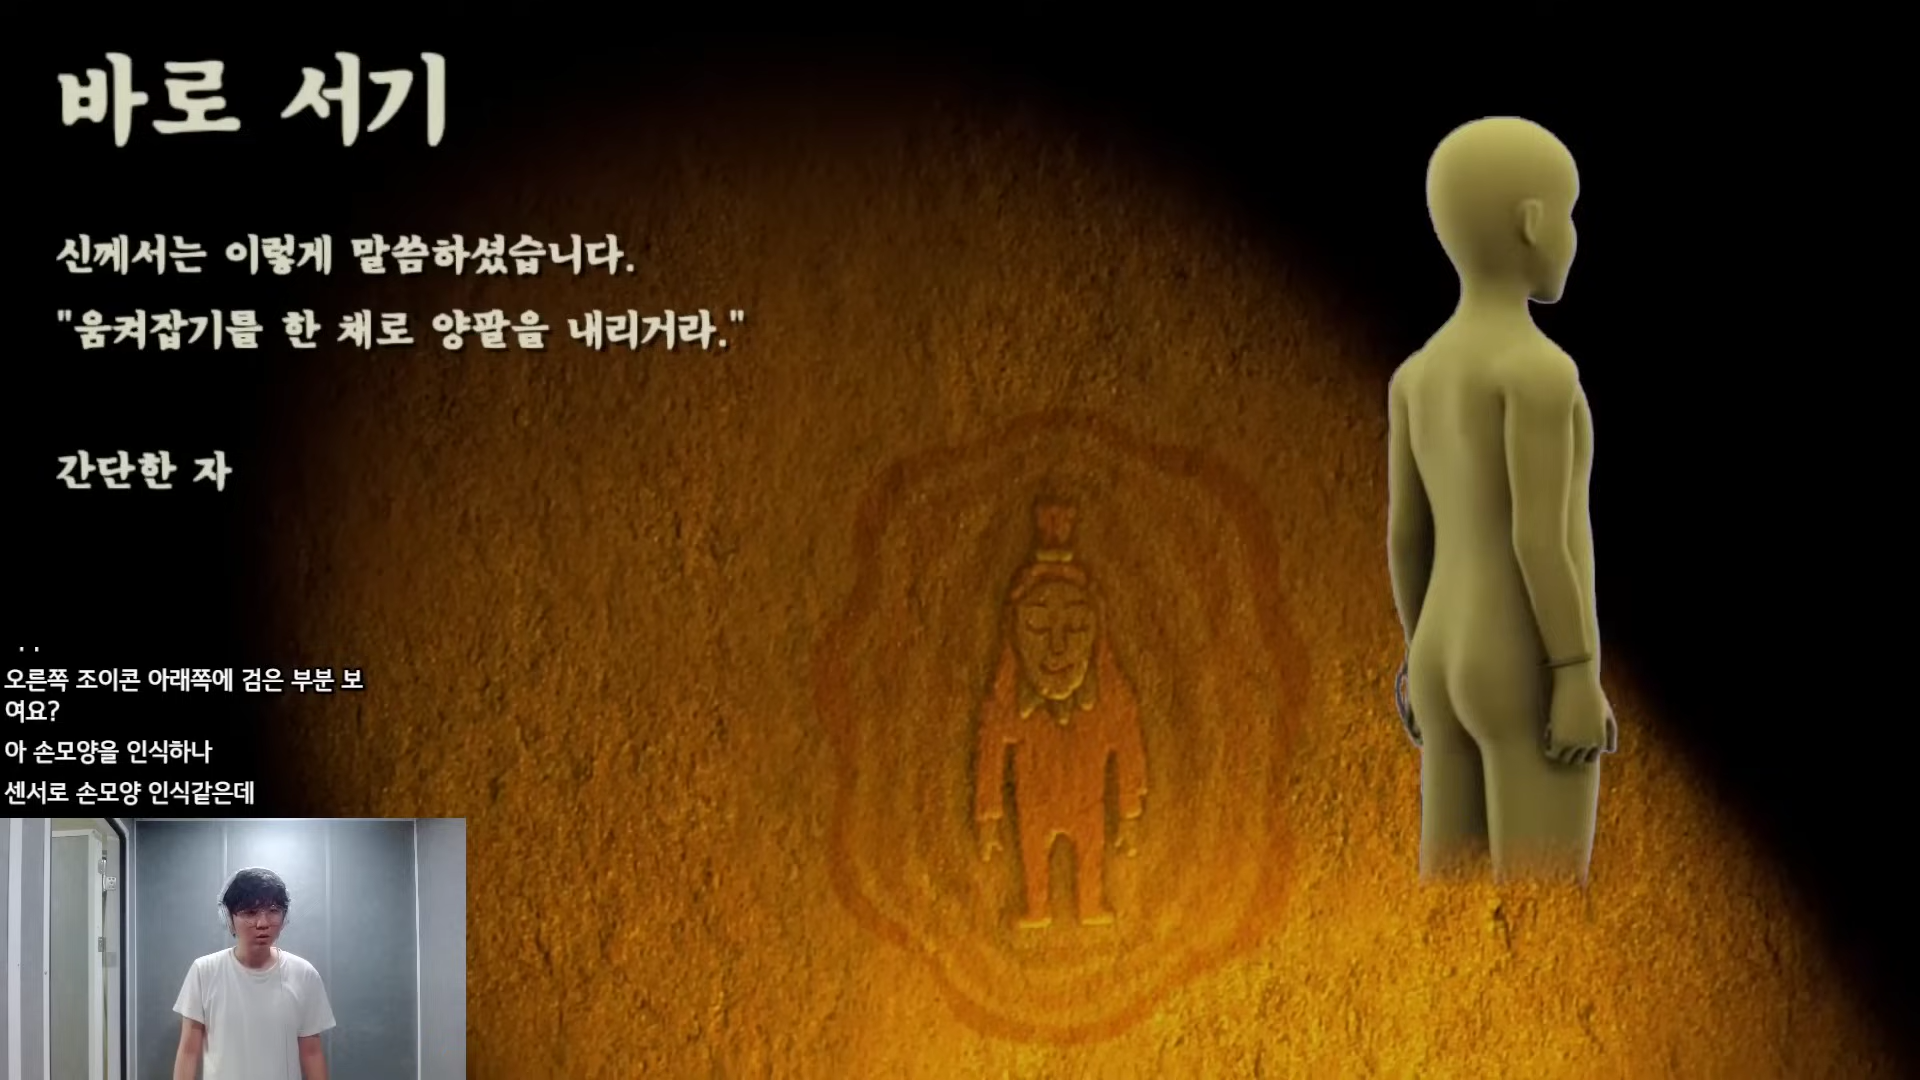 바로 서기
신께서는 이렇게 말씀하셨습니다.
"움켜잡기를 한 채로 양팔을 내리거라."
간단한 자
오른쪽 조이콘 아래쪽에 검은 부분 보
여요?
아 손모양을 인식하나
센서로 손모양 인식같은데